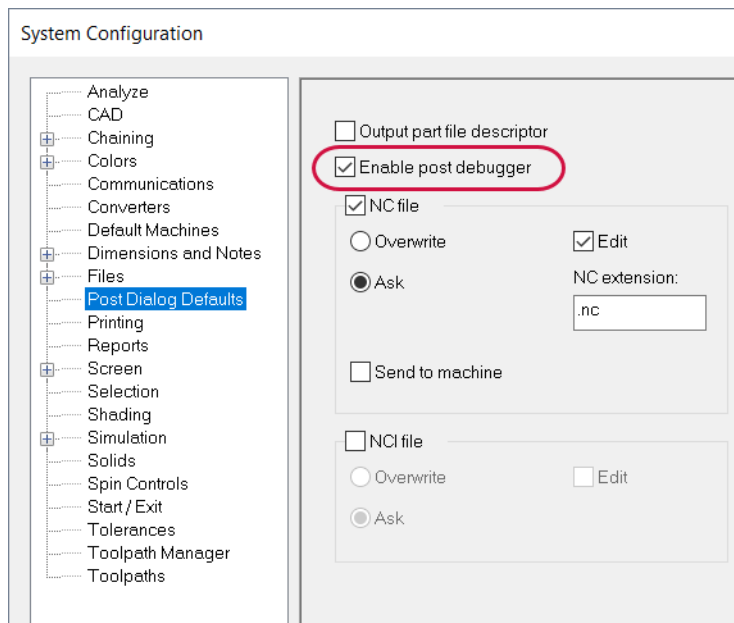 System Configuration
Analyze
CAD
Chaining
Colors
Communications
Converters
Default Machines
Dimensions and Notes
Files
Post Dialog Defaults
Printing
Reports
Screen
Selection
Shading
Simulation
Solids
Spin Controls
Start / Exit
Tolerances
Toolpath Manager
Toolpaths
Output part file descriptor
Enable post debugger
NC file
Overwrite
Edit
Ask
NC extension:
.nc
Send to machine
NCI file
Overwrite
Edit
Ask